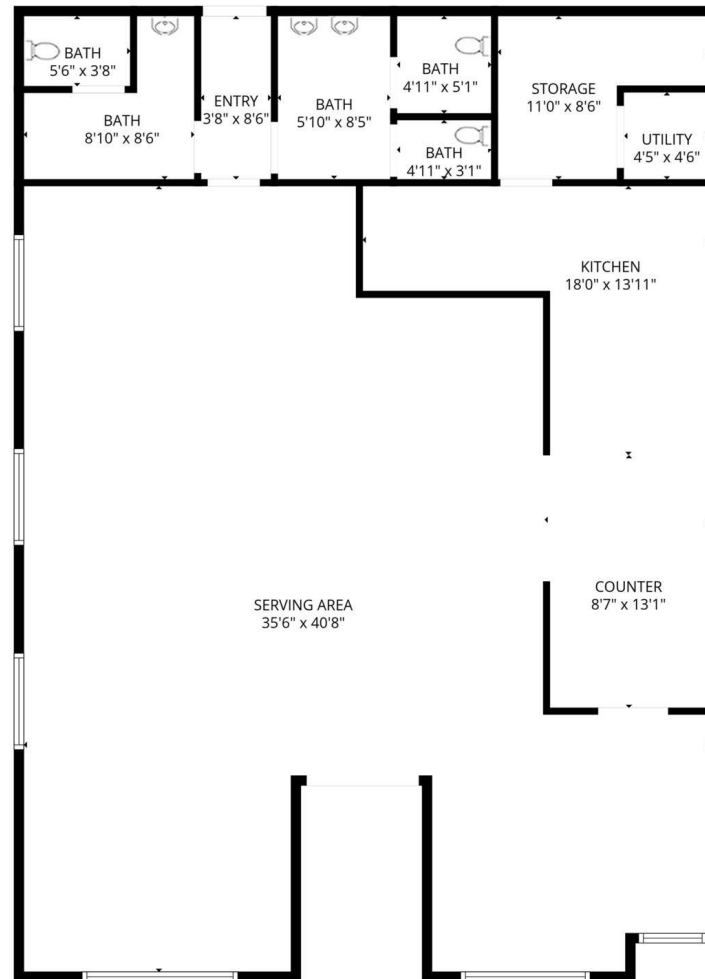 BATH
5'6" x 3'8"
BATH
8'10" x 8'6"
ENTRY
3'8" x 8'6"
BATH
5'10" x 8'5"
BATH
4'11" x 5'1"
BATH
4'11" x 3'1"
STORAGE
11'0" x 8'6"
UTILITY
4'5" x 4'6"
KITCHEN
18'0" x 13'11"
COUNTER
8'7" x 13'1"
SERVING AREA
35'6" x 40'8"